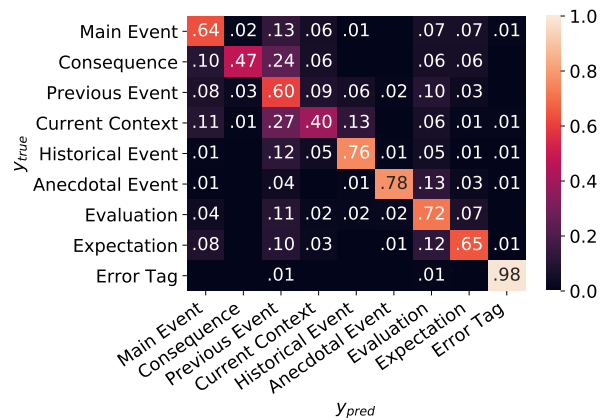 Main Event .64 .02 .13 .06 .01 .07 .07 .01
Consequence .10 .47 .24 .06 .06 .06
Previous Event .08 .03 .60 .09 .06 .02 .10 .03
Current Context .11 .01 .27 .40 .13 .06 .01 .01
Historical Event .01 .12 .05 .76 .01 .05 .01 .01
Anecdotal Event .01 .04 .01 .78 .13 .03 .01
Evaluation .04 .11 .02 .02 .02 .72 .07
Expectation .08 .10 .03 .01 .12 .65 .01
Error Tag .01 .01 .98
y_true
Main Event
Consequence
Previous Event
Current Context
Historical Event
Anecdotal Event
Evaluation
Expectation
Error Tag
y_pred
1.0
0.8
0.6
0.4
0.2
0.0